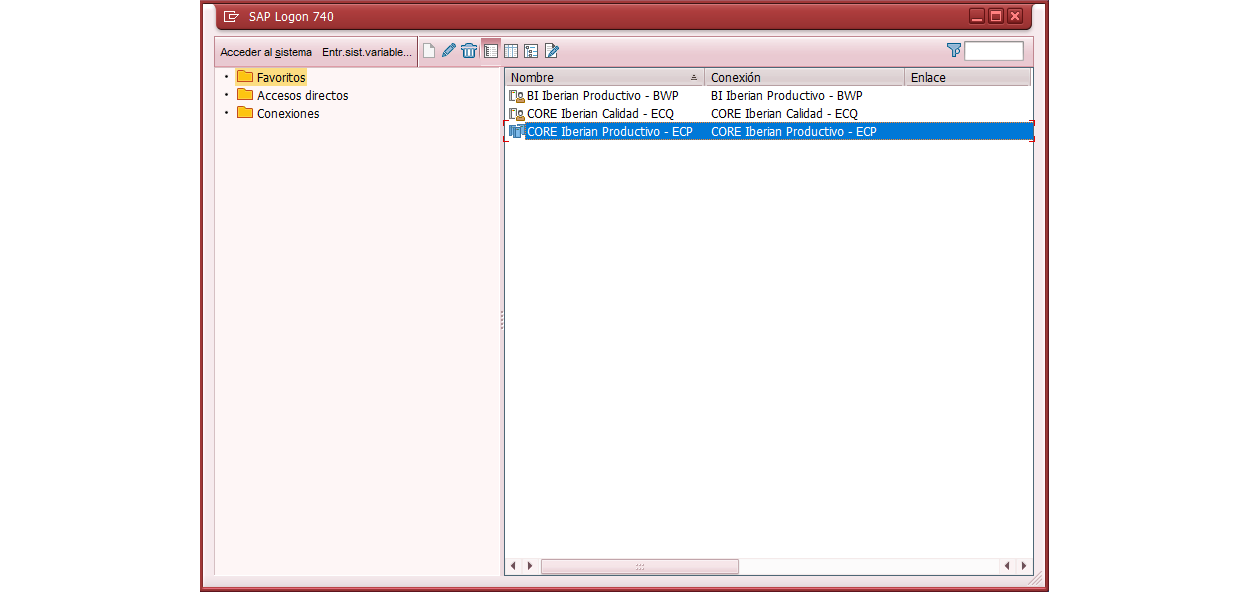 SAP Logon 740
Acceder al sistema Entr.sist.variable...
Favoritos
Accesos directos
Conexiones
Nombre Conexión Enlace
BI Iberian Productivo - BWP BI Iberian Productivo - BWP
CORE Iberian Calidad - ECQ CORE Iberian Calidad - ECQ
CORE Iberian Productivo - ECP CORE Iberian Productivo - ECP